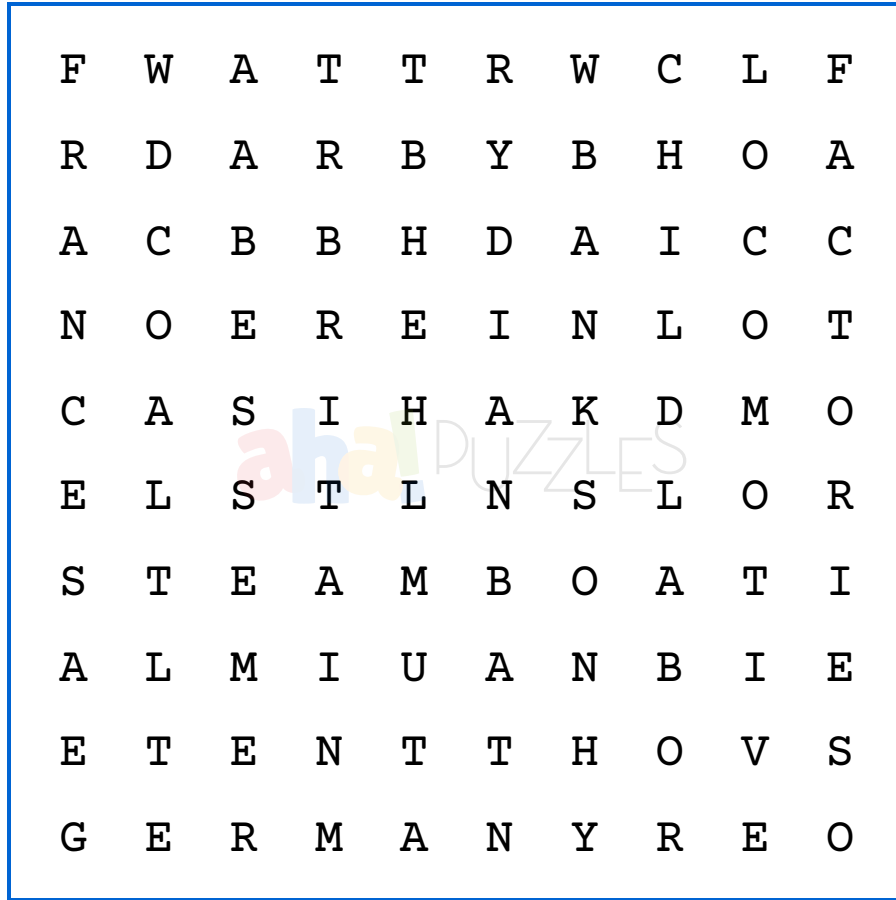 F W A T T R W C L F
R D A R B Y B H O A
A C B B H D A I C C
N O E R E I N L O T
C A S I H A K D M O
E L S T L N S L O R
S T E A M B O A T I
A L M I U A N B I E
E T E N T T H O V S
G E R M A N Y R E O
aha! PUZZLES